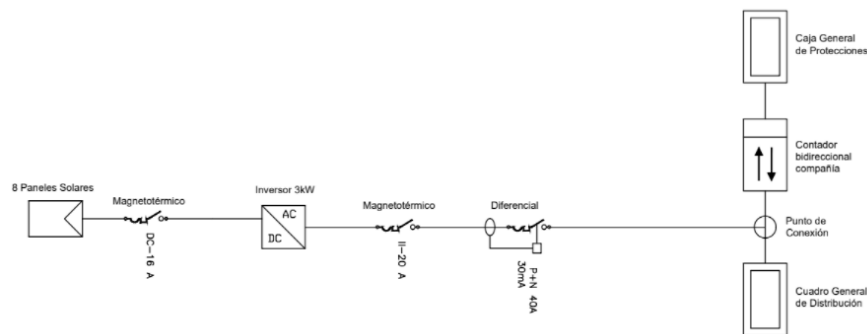 Caja General
de Protecciones
Contador
bidireccional
compañía
8 Paneles Solares
Magnetotérmico
DC-16 A
Inversor 3kW
AC
DC
Magnetotérmico
II-20 A
Diferencial
P+N 40A
30mA
Punto de
Conexión
Cuadro General
de Distribución